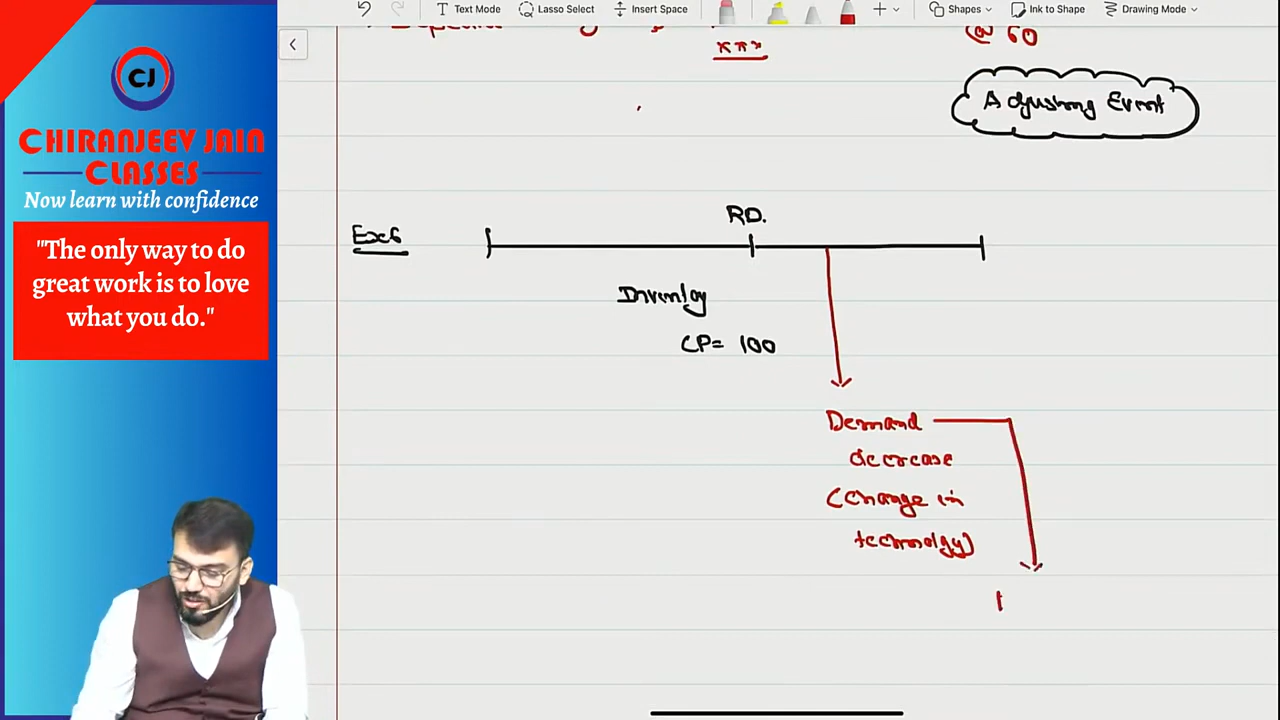 Text Mode
Lasso Select
Insert Space
Shapes
Ink to Shape
Drawing Mode
@ 60
***
Adjusting Event
CJ
CHIRANJEEV JAIN
CLASSES
Now learn with confidence
"The only way to do
great work is to love
what you do."
RD.
Inventory
CP= 100
Demand
decrease
(change in
technology)